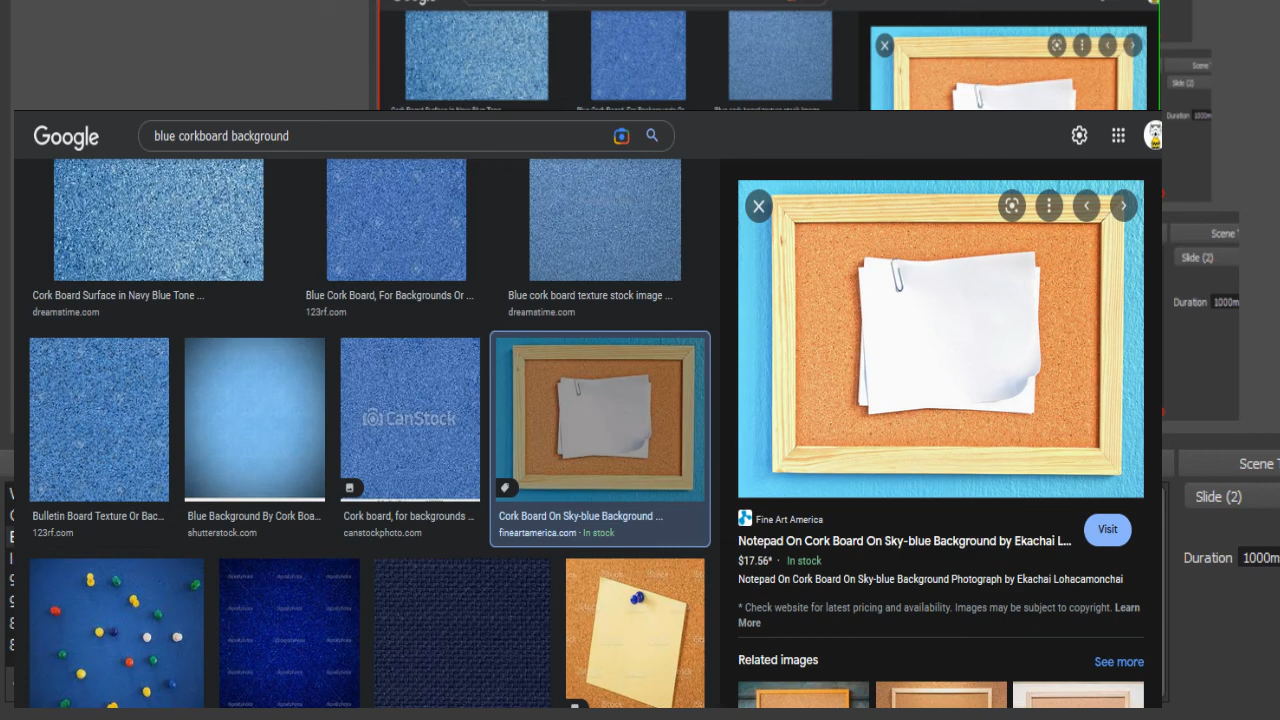 Scene
Slide (2)
Duration 1000m
Google
blue corkboard background
Cork Board Surface in Navy Blue Tone ...
dreamstime.com
Blue Cork Board, For Backgrounds Or ...
123rf.com
Blue cork board texture stock image ...
dreamstime.com
Scene
Slide (2)
Duration 1000m
CanStock
Bulletin Board Texture Or Bac...
123rf.com
Blue Background By Cork Boa...
shutterstock.com
Cork board, for backgrounds ...
canstockphoto.com
Cork Board On Sky-blue Background ...
fineartamerica.com · In stock
Fine Art America
Visit
Notepad On Cork Board On Sky-blue Background by Ekachai L...
$17.56* · In stock
Notepad On Cork Board On Sky-blue Background Photograph by Ekachai Lohacamonchai
* Check website for latest pricing and availability. Images may be subject to copyright. Learn
More
Related images
See more
Scene T
Slide (2)
Duration 1000m